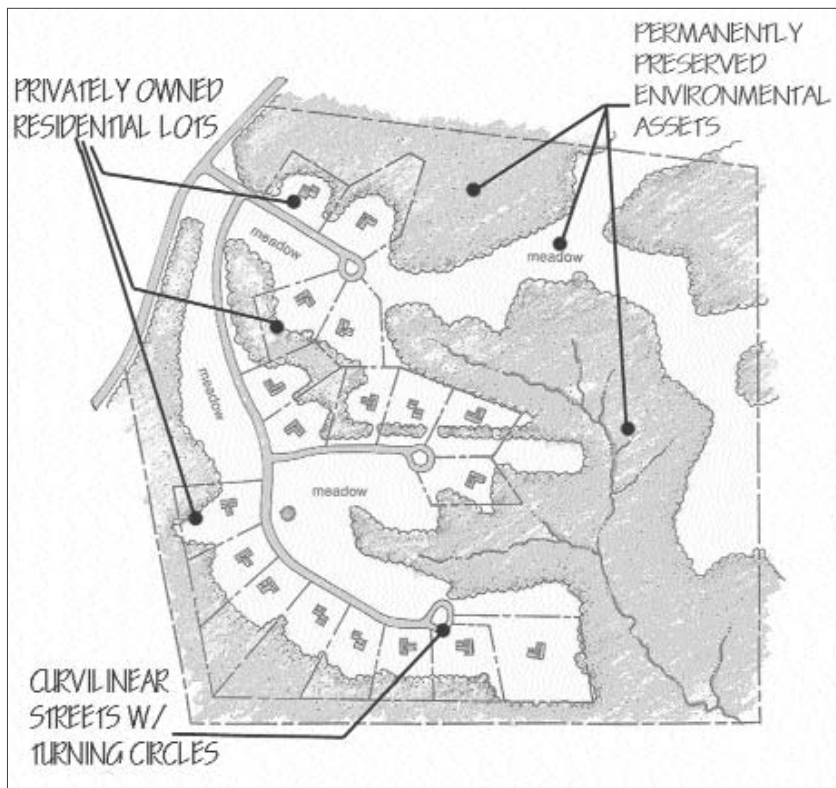 PRIVATELY OWNED
RESIDENTIAL LOTS
PERMANENTLY
PRESERVED
ENVIRONMENTAL
ASSETS
meadow
meadow
meadow
meadow
CURVILINEAR
STREETS W/
TURNING CIRCLES